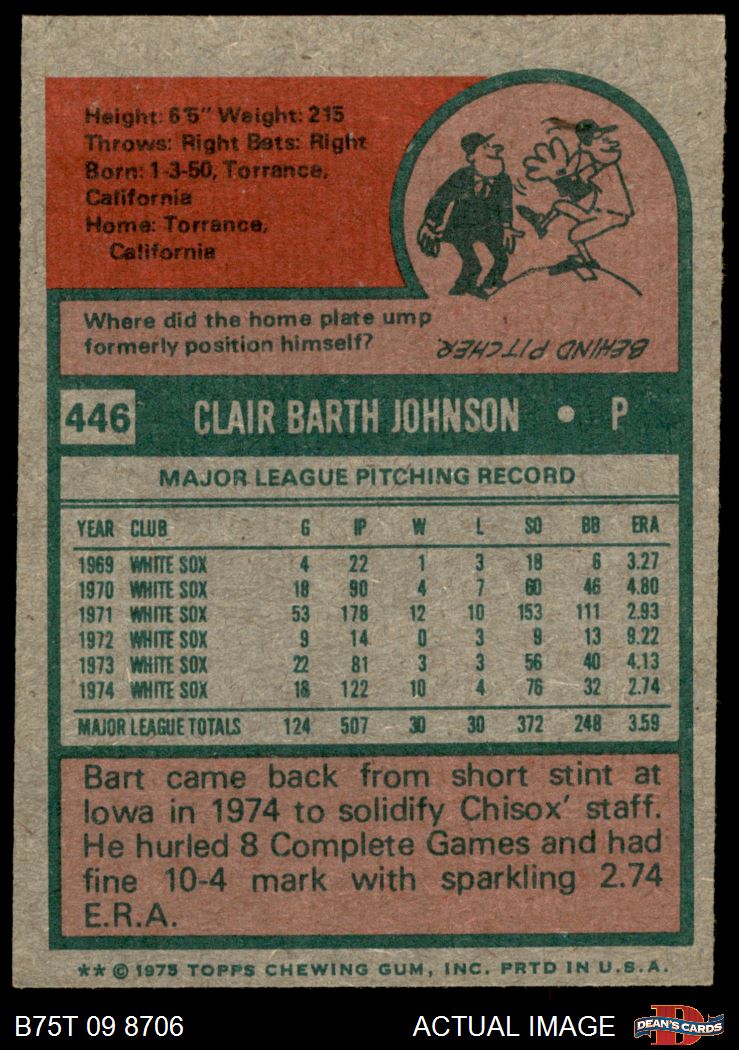 Height: 6'5" Weight: 215
Throws: Right Bats: Right
Born: 1-3-50, Torrance,
California
Home: Torrance,
California
Where did the home plate ump
formerly position himself?
BEHIND PITCHER.
446 CLAIR BARTH JOHNSON • P
MAJOR LEAGUE PITCHING RECORD
YEAR CLUB G IP W L SO BB ERA
1969 WHITE SOX 4 22 1 3 18 6 3.27
1970 WHITE SOX 18 90 4 7 60 46 4.80
1971 WHITE SOX 53 178 12 10 153 111 2.93
1972 WHITE SOX 9 14 0 3 9 13 9.22
1973 WHITE SOX 22 81 3 3 56 40 4.13
1974 WHITE SOX 18 122 10 4 76 32 2.74
MAJOR LEAGUE TOTALS 124 507 30 30 372 248 3.59
Bart came back from short stint at
Iowa in 1974 to solidify Chisox' staff.
He hurled 8 Complete Games and had
fine 10-4 mark with sparkling 2.74
E.R.A.
** © 1975 TOPPS CHEWING GUM, INC. PRTD IN U.S.A.
B75T 09 8706 ACTUAL IMAGE D DEAN'S CARDS